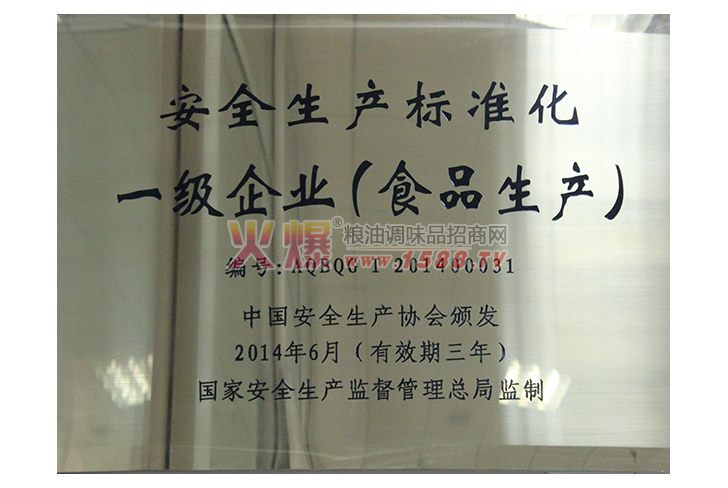 安全生产标准化
一级企业(食品生产)
火爆®粮油调味品招商网
www.1588.TV
编号:AQBQG I 201400031
中国安全生产协会颁发
2014年6月(有效期三年)
国家安全生产监督管理总局监制